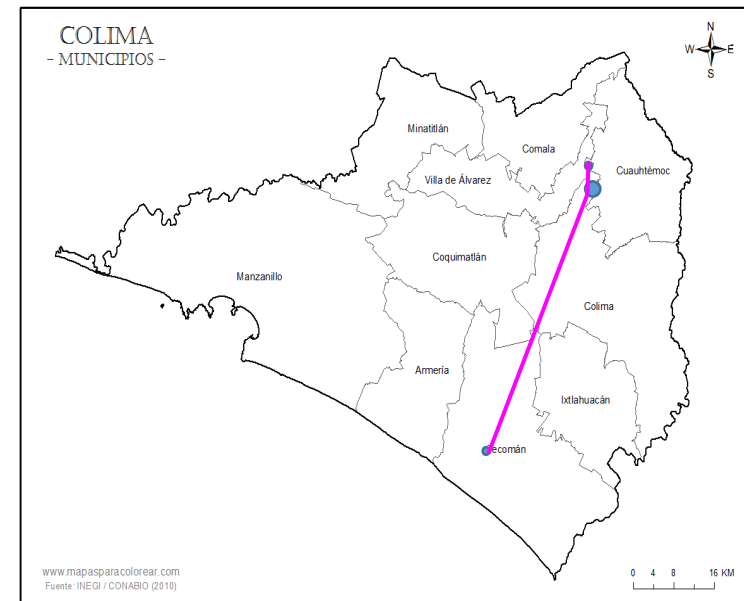 COLIMA
- MUNICIPIOS -
N
W E
S
Minatitlán
Comala
Cuauhtémoc
Villa de Álvarez
Coquimatlán
Manzanillo
Colima
Armería
Ixtlahuacán
ecomán
www.mapasparacolorear.com
Fuente: INEGI / CONABIO (2010)
0 4 8 16 KM